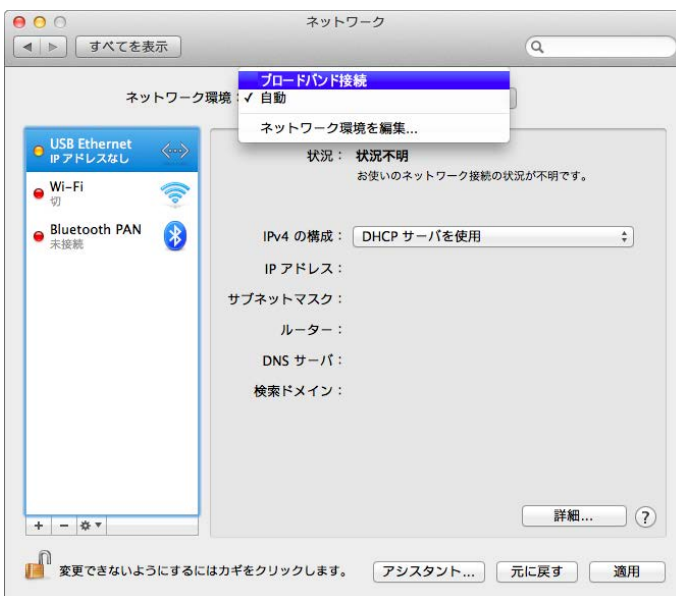 ネットワーク
すべてを表示
ネットワーク環境：
ブロードバンド接続
✓ 自動
ネットワーク環境を編集...
USB Ethernet
IP アドレスなし
Wi-Fi
切
Bluetooth PAN
未接続
状況： 状況不明
お使いのネットワーク接続の状況が不明です。
IPv4 の構成： DHCP サーバを使用
IP アドレス：
サブネットマスク：
ルーター：
DNS サーバ：
検索ドメイン：
詳細... ?
+ −
変更できないようにするにはカギをクリックします。
アシスタント... 元に戻す 適用